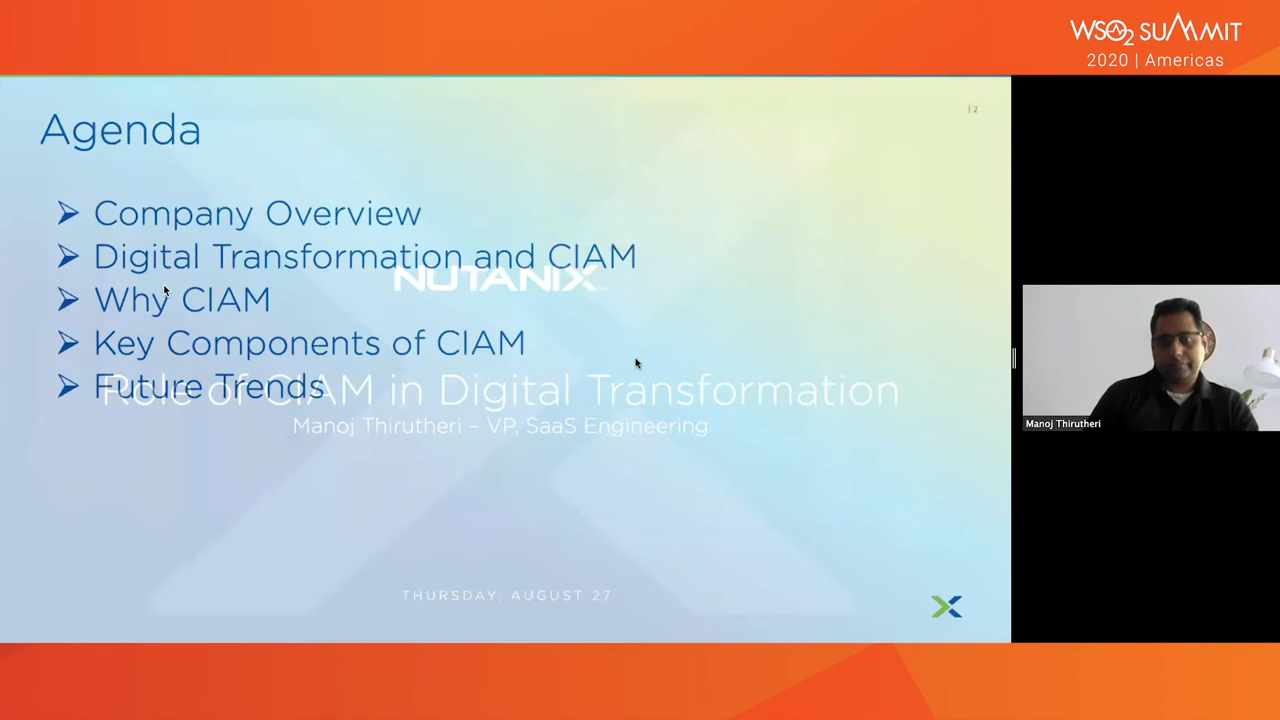 WSO2 SUMMIT
2020 | Americas
| 2
Agenda
➢ Company Overview
➢ Digital Transformation and CIAM
NUTANIX
➢ Why CIAM
➢ Key Components of CIAM
➢ Future Trends
Role of CIAM in Digital Transformation
Manoj Thirutheri – VP, SaaS Engineering
THURSDAY, AUGUST 27
Manoj Thirutheri